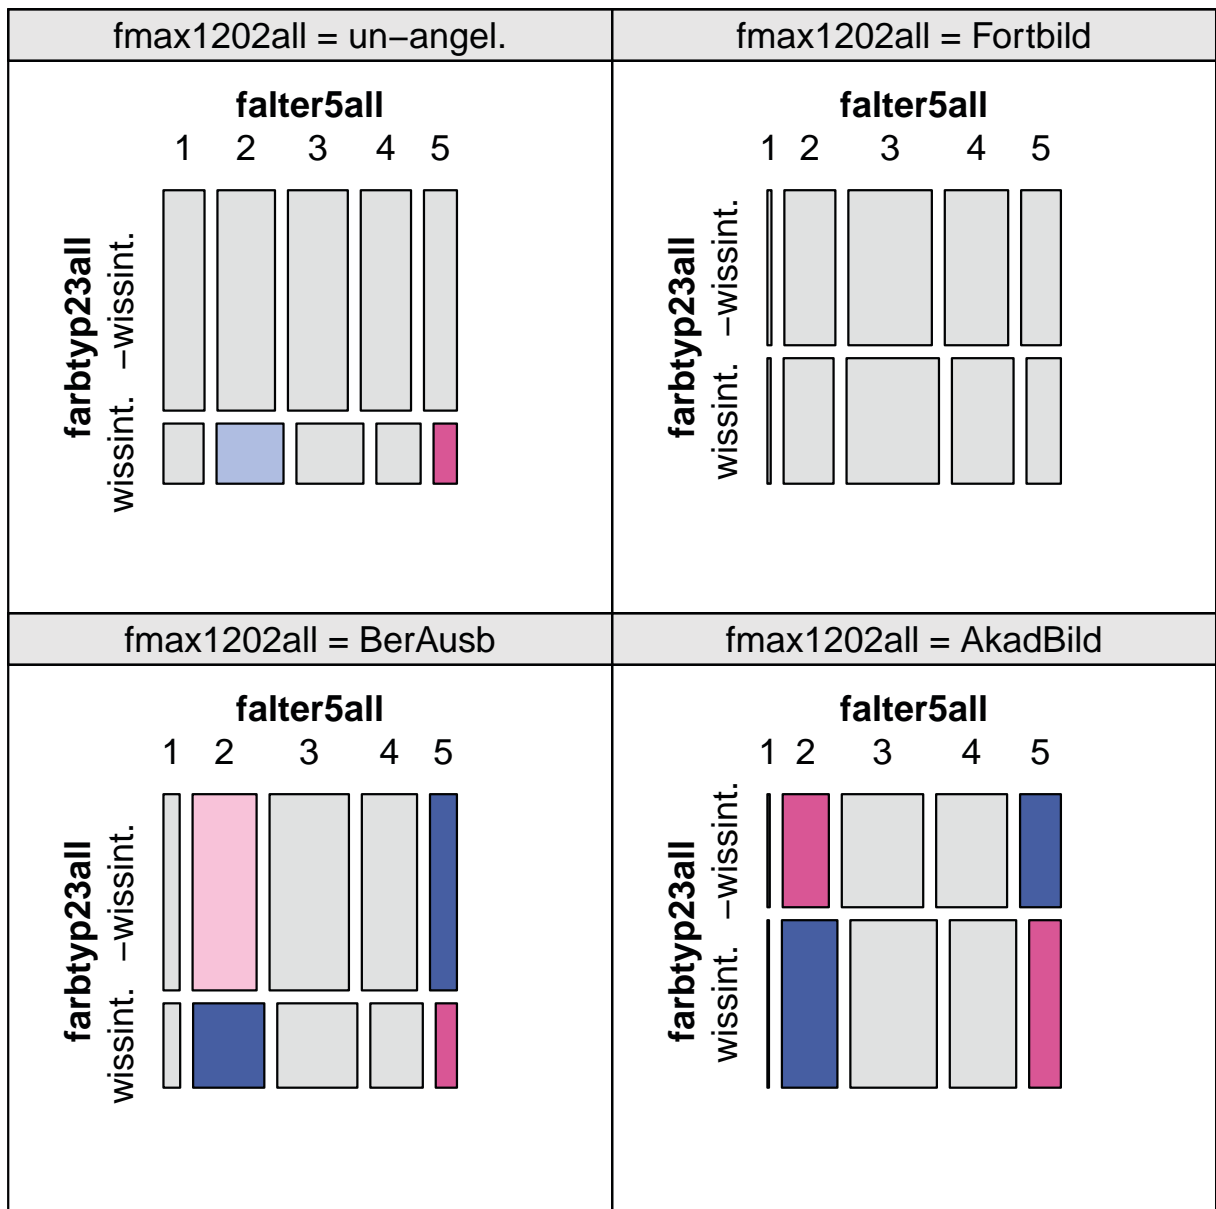 fmax1202all = un−angel.
falter5all
1 2 3 4 5
farbtyp23all
−wissint.
wissint.
fmax1202all = Fortbild
falter5all
1 2 3 4 5
farbtyp23all
−wissint.
wissint.
fmax1202all = BerAusb
falter5all
1 2 3 4 5
farbtyp23all
−wissint.
wissint.
fmax1202all = AkadBild
falter5all
1 2 3 4 5
farbtyp23all
−wissint.
wissint.